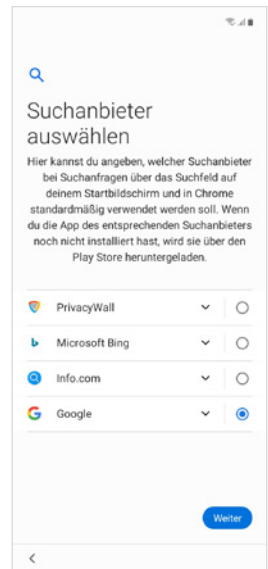 Suchanbieter
auswählen
Hier kannst du angeben, welcher Suchanbieter
bei Suchanfragen über das Suchfeld auf
deinem Startbildschirm und in Chrome
standardmäßig verwendet werden soll. Wenn
du die App des entsprechenden Suchanbieters
noch nicht installiert hast, wird sie über den
Play Store heruntergeladen.
PrivacyWall
Microsoft Bing
Info.com
Google
Weiter